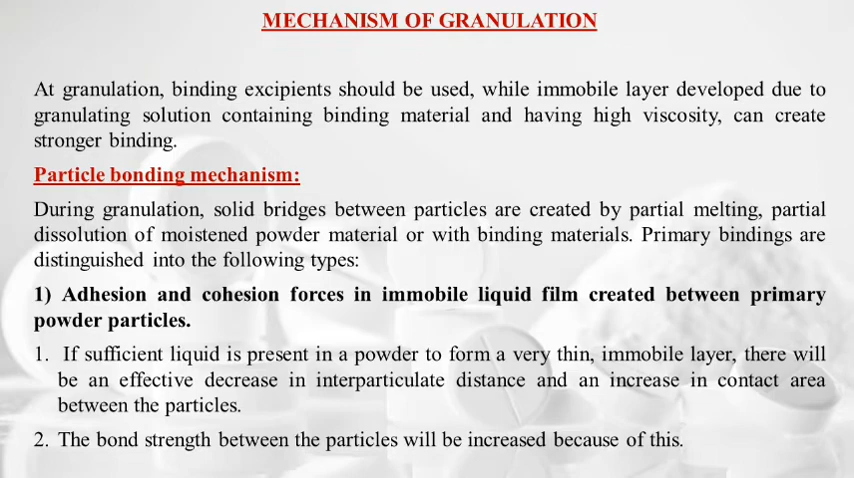 MECHANISM OF GRANULATION
At granulation, binding excipients should be used, while immobile layer developed due to
granulating solution containing binding material and having high viscosity, can create
stronger binding.
Particle bonding mechanism:
During granulation, solid bridges between particles are created by partial melting, partial
dissolution of moistened powder material or with binding materials. Primary bindings are
distinguished into the following types:
1) Adhesion and cohesion forces in immobile liquid film created between primary
powder particles.
1. If sufficient liquid is present in a powder to form a very thin, immobile layer, there will
be an effective decrease in interparticulate distance and an increase in contact area
between the particles.
2. The bond strength between the particles will be increased because of this.